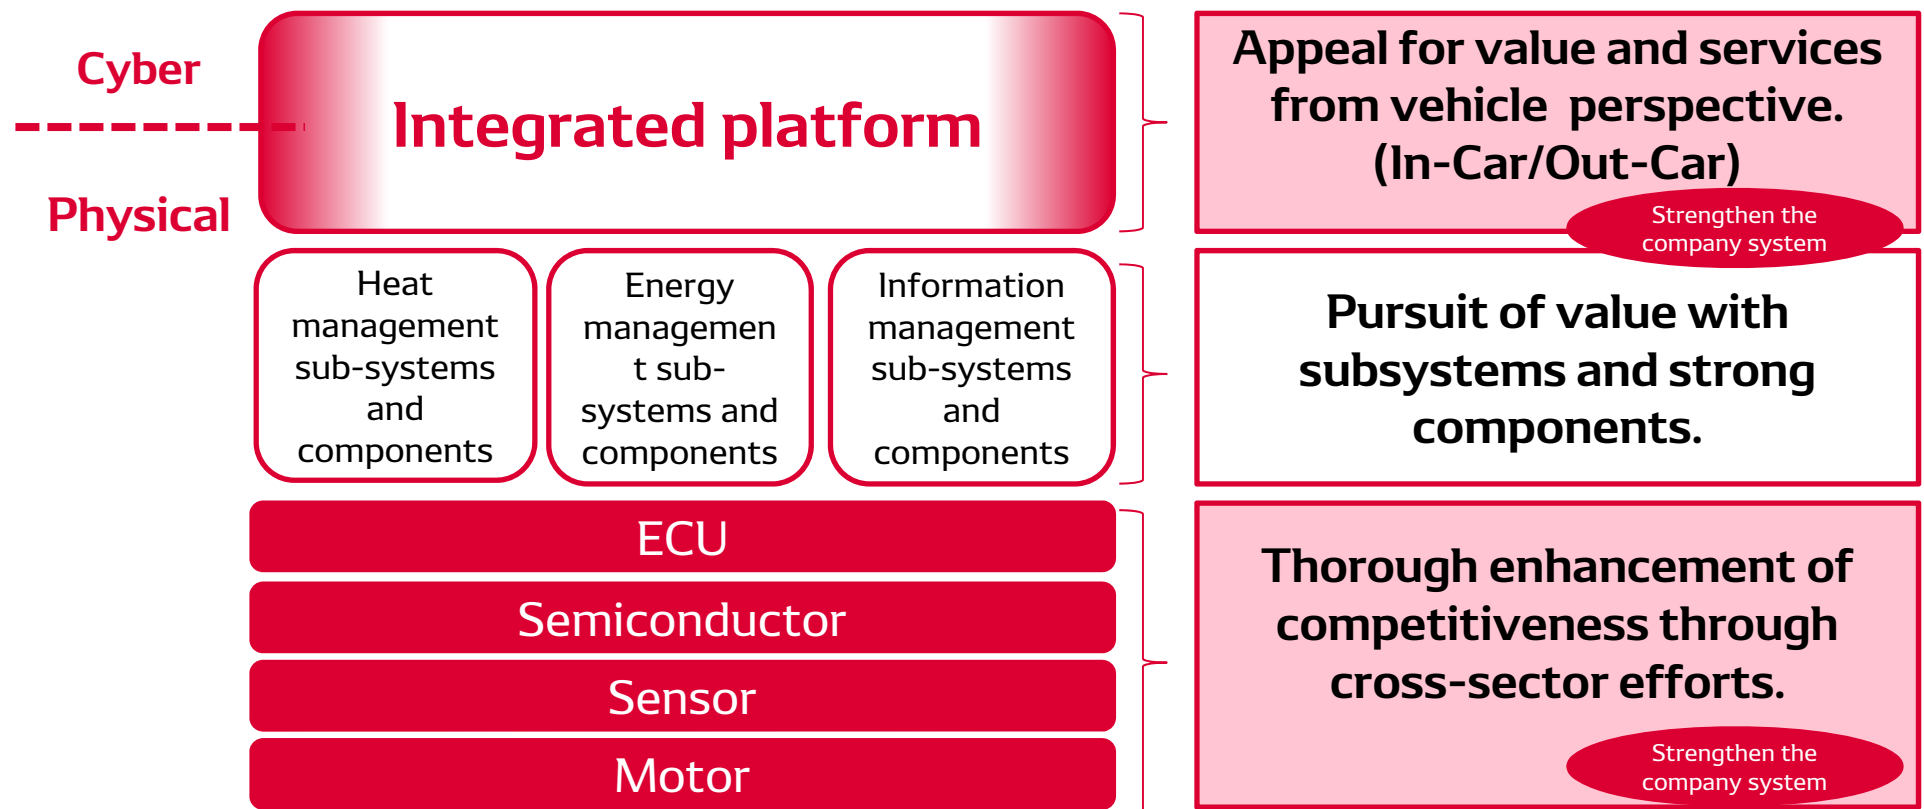 Cyber
Physical
Integrated platform
Appeal for value and services
from vehicle perspective.
(In-Car/Out-Car)
Strengthen the
company system
Heat
management
sub-systems
and
components
Energy
managemen
t sub-
systems and
components
Information
management
sub-systems
and
components
Pursuit of value with
subsystems and strong
components.
ECU
Semiconductor
Sensor
Motor
Thorough enhancement of
competitiveness through
cross-sector efforts.
Strengthen the
company system